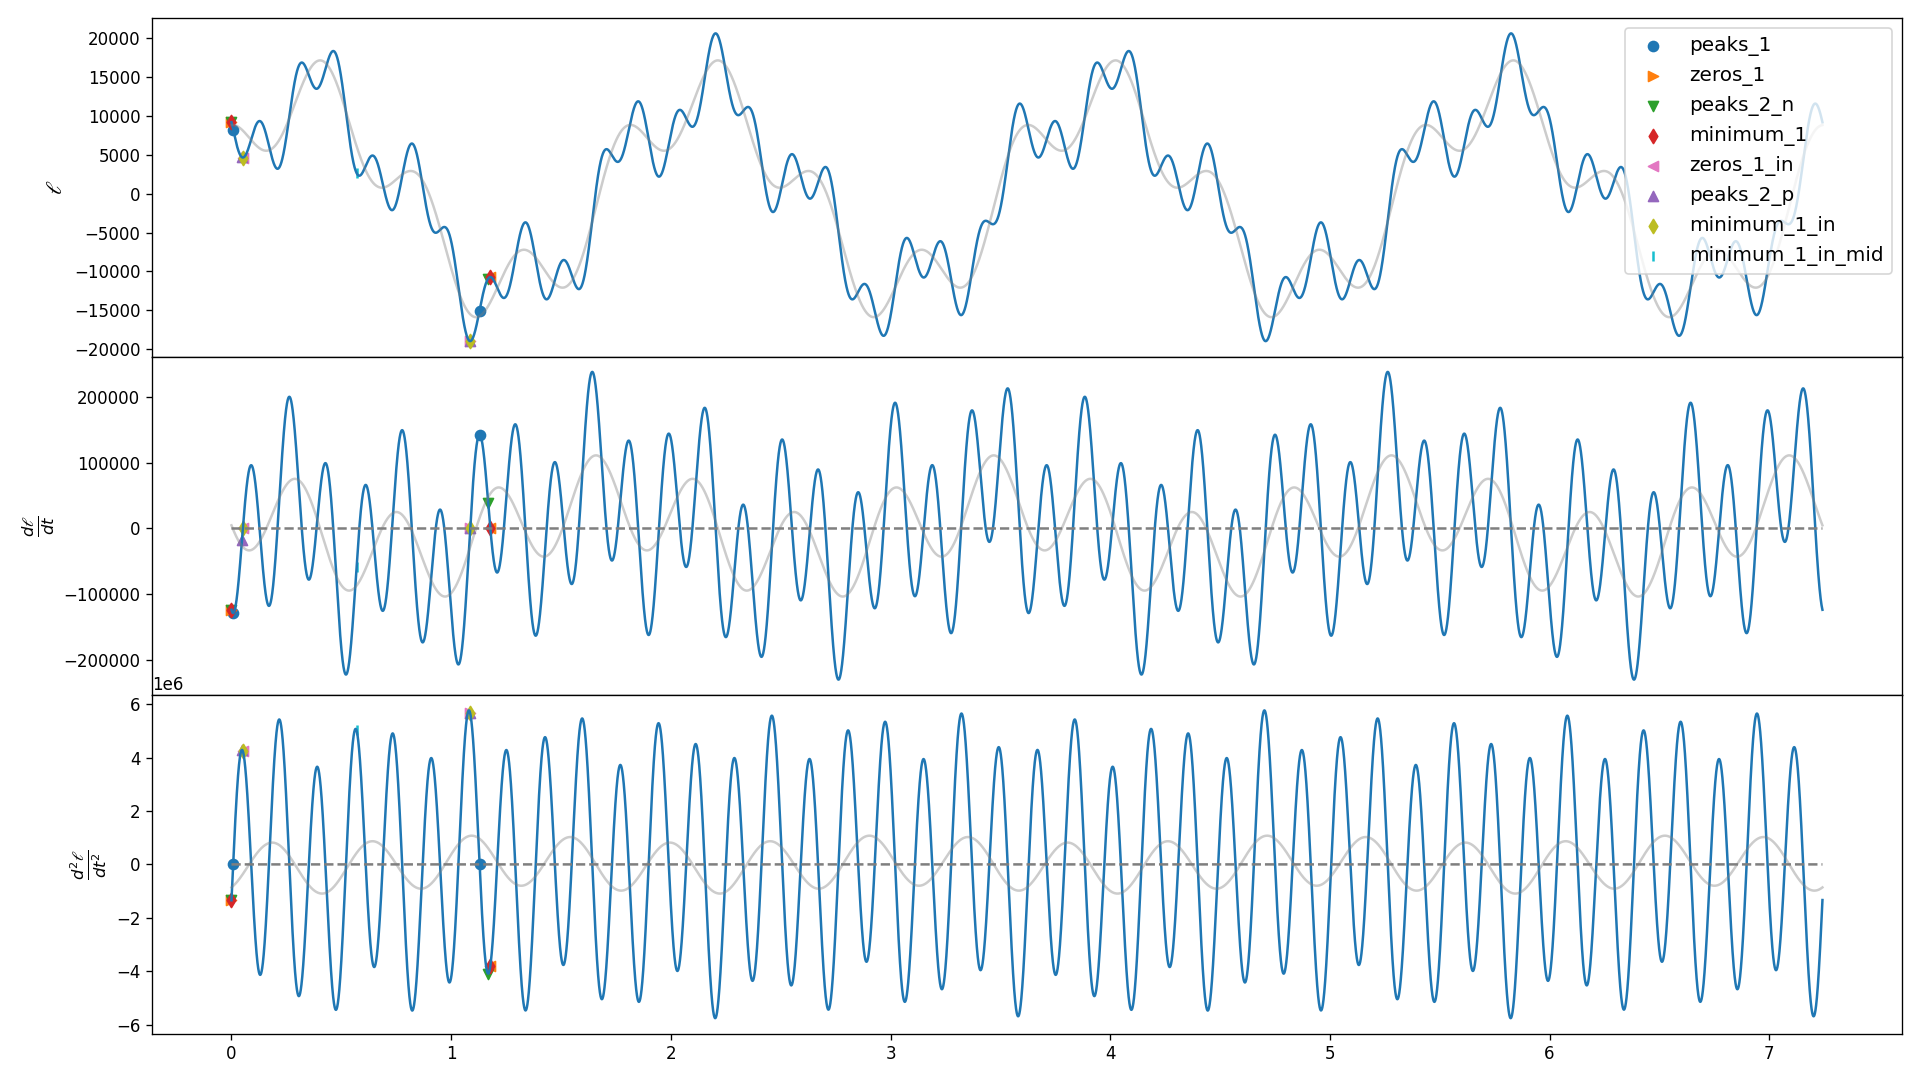 20000
15000
10000
5000
0
−5000
−10000
−15000
−20000
ℓ
peaks_1
zeros_1
peaks_2_n
minimum_1
zeros_1_in
peaks_2_p
minimum_1_in
minimum_1_in_mid
200000
100000
0
−100000
−200000
dℓ
dt
1e6
6
4
2
0
−2
−4
−6
d²ℓ
dt²
0 1 2 3 4 5 6 7